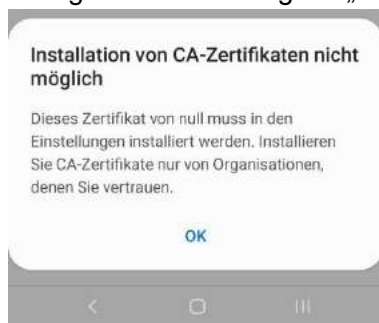 Installation von CA-Zertifikaten nicht
möglich
Dieses Zertifikat von null muss in den
Einstellungen installiert werden. Installieren
Sie CA-Zertifikate nur von Organisationen,
denen Sie vertrauen.
OK